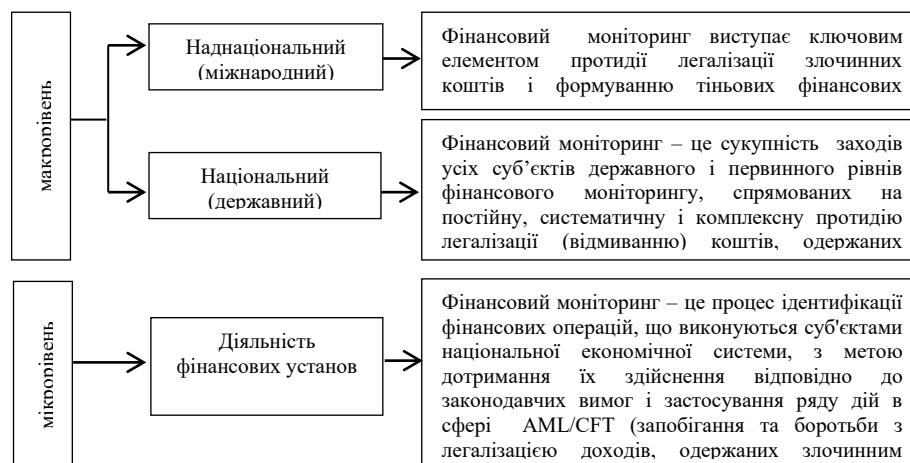 макрорівень
Наднаціональний
(міжнародний)
Фінансовий моніторинг виступає ключовим
елементом протидії легалізації злочинних
коштів і формуванню тіньових фінансових
Національний
(державний)
Фінансовий моніторинг – це сукупність заходів
усіх суб’єктів державного і первинного рівнів
фінансового моніторингу, спрямованих на
постійну, систематичну і комплексну протидію
легалізації (відмиванню) коштів, одержаних
мікрорівень
Діяльність
фінансових установ
Фінансовий моніторинг – це процес ідентифікації
фінансових операцій, що виконуються суб'єктами
національної економічної системи, з метою
дотримання їх здійснення відповідно до
законодавчих вимог і застосування ряду дій в
сфері AML/CFT (запобігання та боротьби з
легалізацією доходів, одержаних злочинним